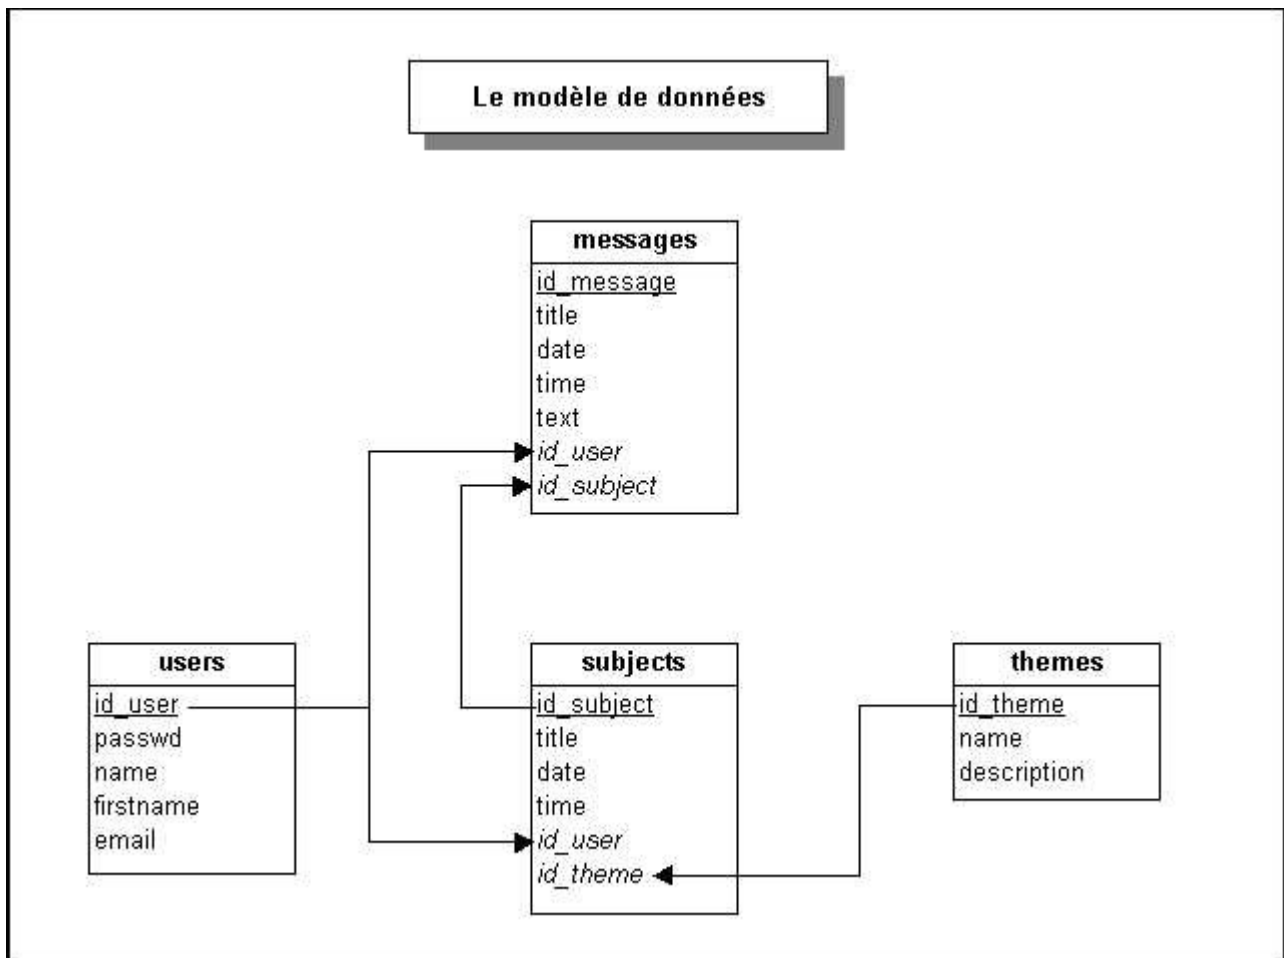 Le modèle de données
messages
id_message
title
date
time
text
id_user
id_subject
users
id_user
passwd
name
firstname
email
subjects
id_subject
title
date
time
id_user
id_theme
themes
id_theme
name
description